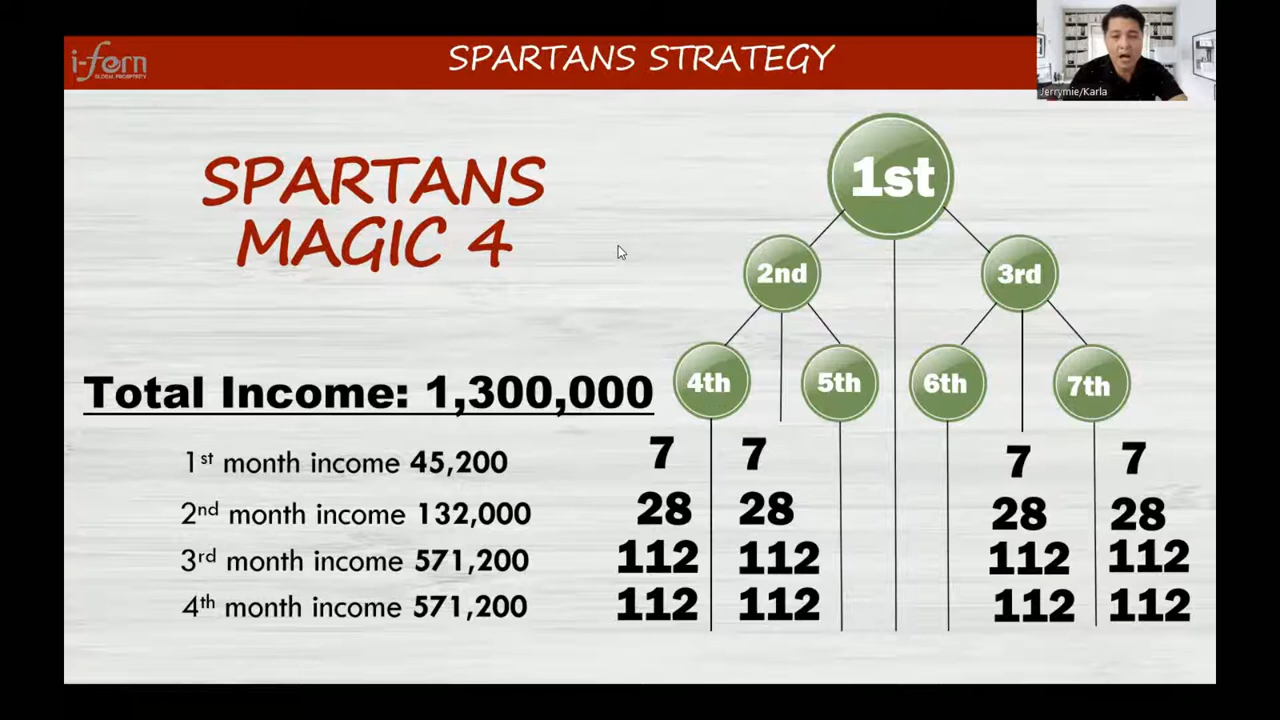 i-fern
GLOBAL PROSPERITY
SPARTANS STRATEGY
Jerrymie/Karla
SPARTANS
MAGIC 4
1st
2nd
3rd
4th
5th
6th
7th
Total Income: 1,300,000
1st month income 45,200
2nd month income 132,000
3rd month income 571,200
4th month income 571,200
7 7 7 7
28 28 28 28
112 112 112 112
112 112 112 112